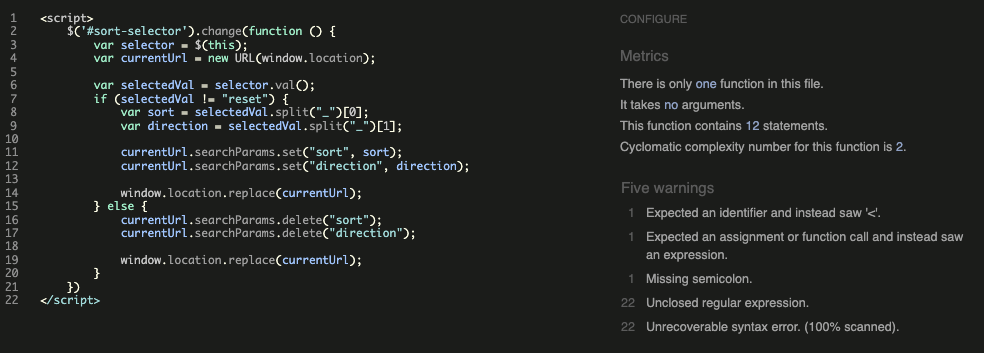 1 <script>
2     $('#sort-selector').change(function () {
3         var selector = $(this);
4         var currentUrl = new URL(window.location);
5
6         var selectedVal = selector.val();
7         if (selectedVal != "reset") {
8             var sort = selectedVal.split("_")[0];
9             var direction = selectedVal.split("_")[1];
10
11             currentUrl.searchParams.set("sort", sort);
12             currentUrl.searchParams.set("direction", direction);
13
14             window.location.replace(currentUrl);
15         } else {
16             currentUrl.searchParams.delete("sort");
17             currentUrl.searchParams.delete("direction");
18
19             window.location.replace(currentUrl);
20         }
21     })
22 </script>
CONFIGURE
Metrics
There is only one function in this file.
It takes no arguments.
This function contains 12 statements.
Cyclomatic complexity number for this function is 2.
Five warnings
1 Expected an identifier and instead saw '<'.
1 Expected an assignment or function call and instead saw
an expression.
1 Missing semicolon.
22 Unclosed regular expression.
22 Unrecoverable syntax error. (100% scanned).